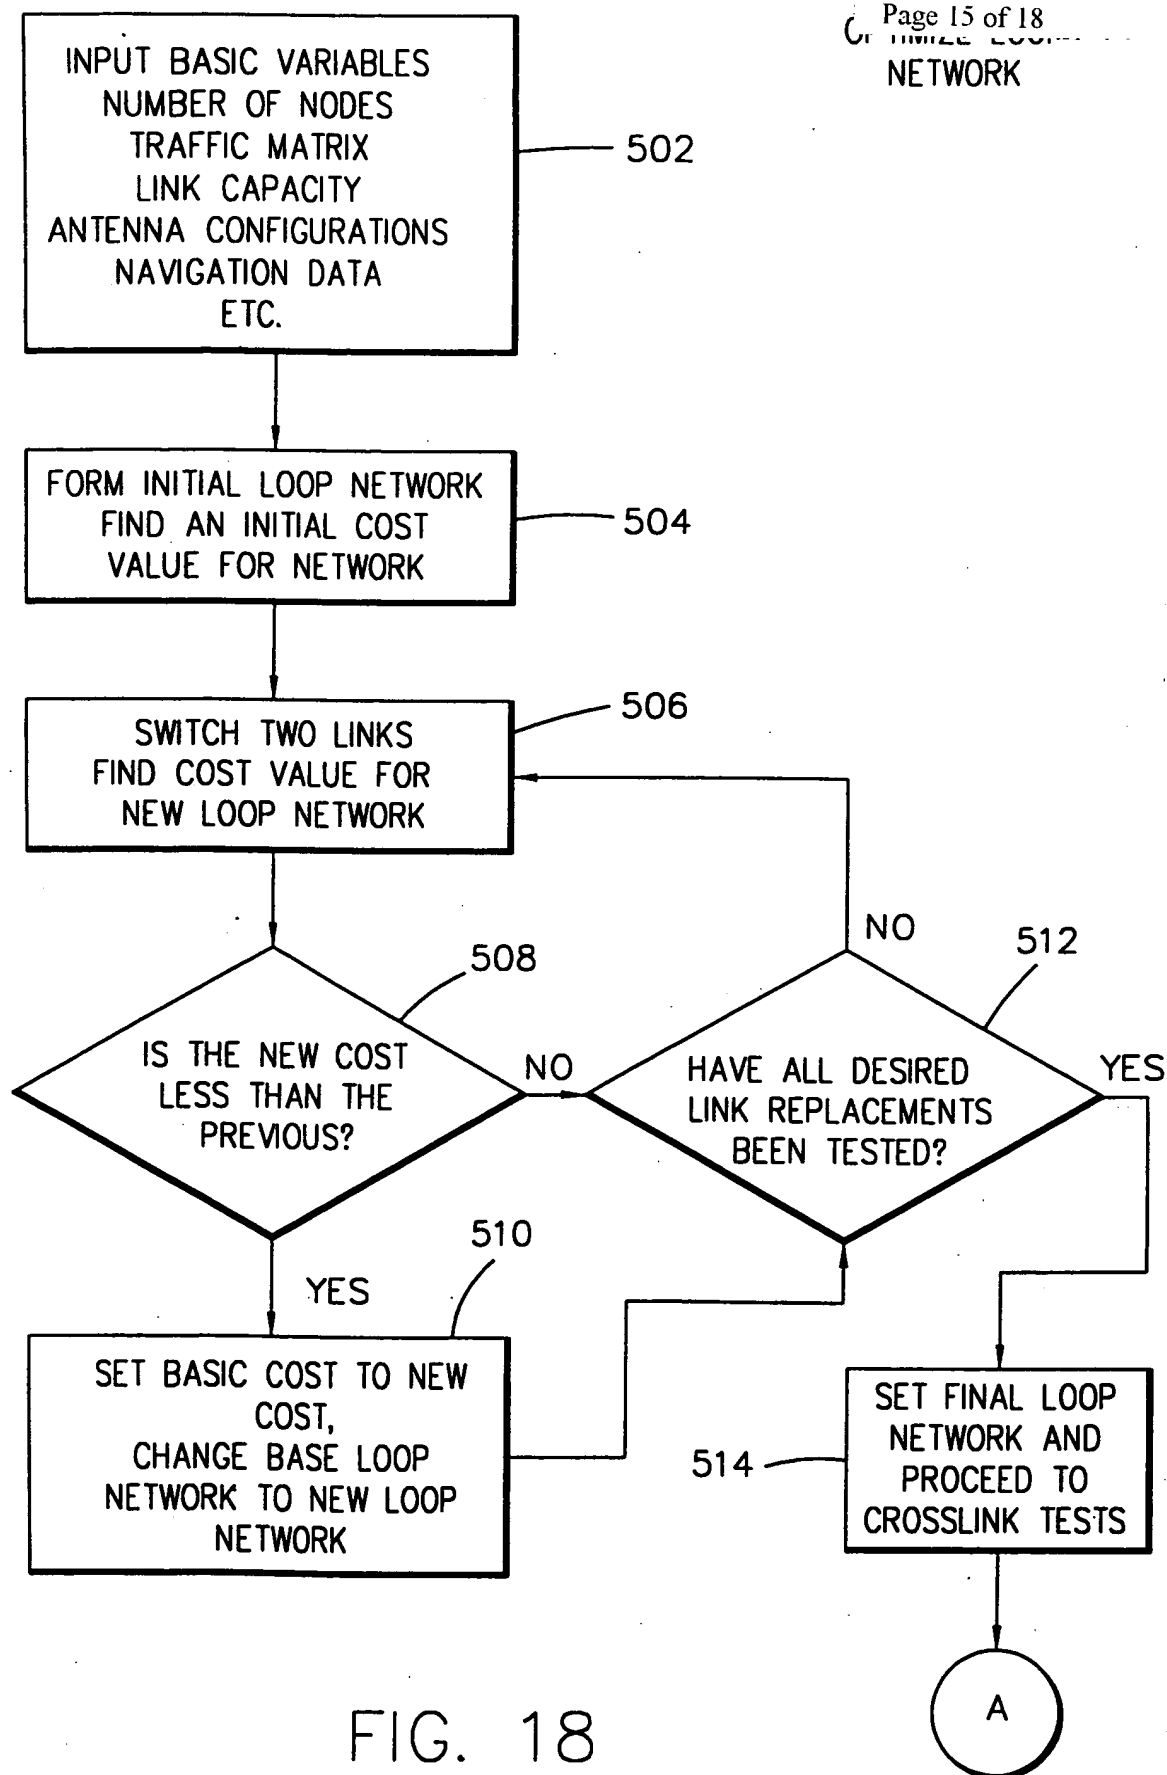 Page 15 of 18
NETWORK
INPUT BASIC VARIABLES
NUMBER OF NODES
TRAFFIC MATRIX
LINK CAPACITY
ANTENNA CONFIGURATIONS
NAVIGATION DATA
ETC.
502
FORM INITIAL LOOP NETWORK
FIND AN INITIAL COST
VALUE FOR NETWORK
504
SWITCH TWO LINKS
FIND COST VALUE FOR
NEW LOOP NETWORK
506
IS THE NEW COST
LESS THAN THE
PREVIOUS?
508
NO
YES
HAVE ALL DESIRED
LINK REPLACEMENTS
BEEN TESTED?
512
NO
YES
SET BASIC COST TO NEW
COST,
CHANGE BASE LOOP
NETWORK TO NEW LOOP
NETWORK
510
SET FINAL LOOP
NETWORK AND
PROCEED TO
CROSSLINK TESTS
514
A
FIG. 18